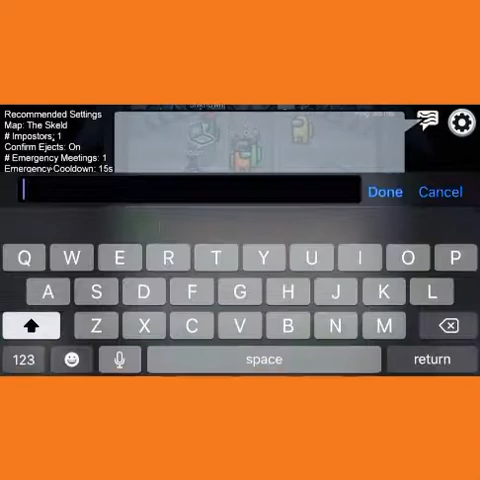 Recommended Settings
Map: The Skeld
# Impostors: 1
Confirm Ejects: On
# Emergency Meetings: 1
Emergency Cooldown: 15s
Done Cancel
Q W E R T Y U I O P
A S D F G H J K L
Z X C V B N M
123 space return